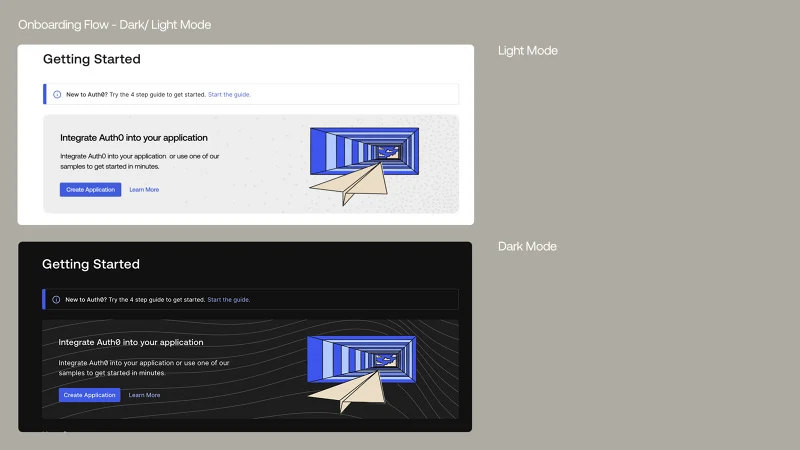 Onboarding Flow - Dark/ Light Mode
Light Mode
Getting Started
New to Auth0? Try the 4 step guide to get started. Start the guide.
Integrate Auth0 into your application
Integrate Auth0 into your application or use one of our
samples to get started in minutes.
Create Application Learn More
Dark Mode
Getting Started
New to Auth0? Try the 4 step guide to get started. Start the guide.
Integrate Auth0 into your application
Integrate Auth0 into your application or use one of our
samples to get started in minutes.
Create Application Learn More